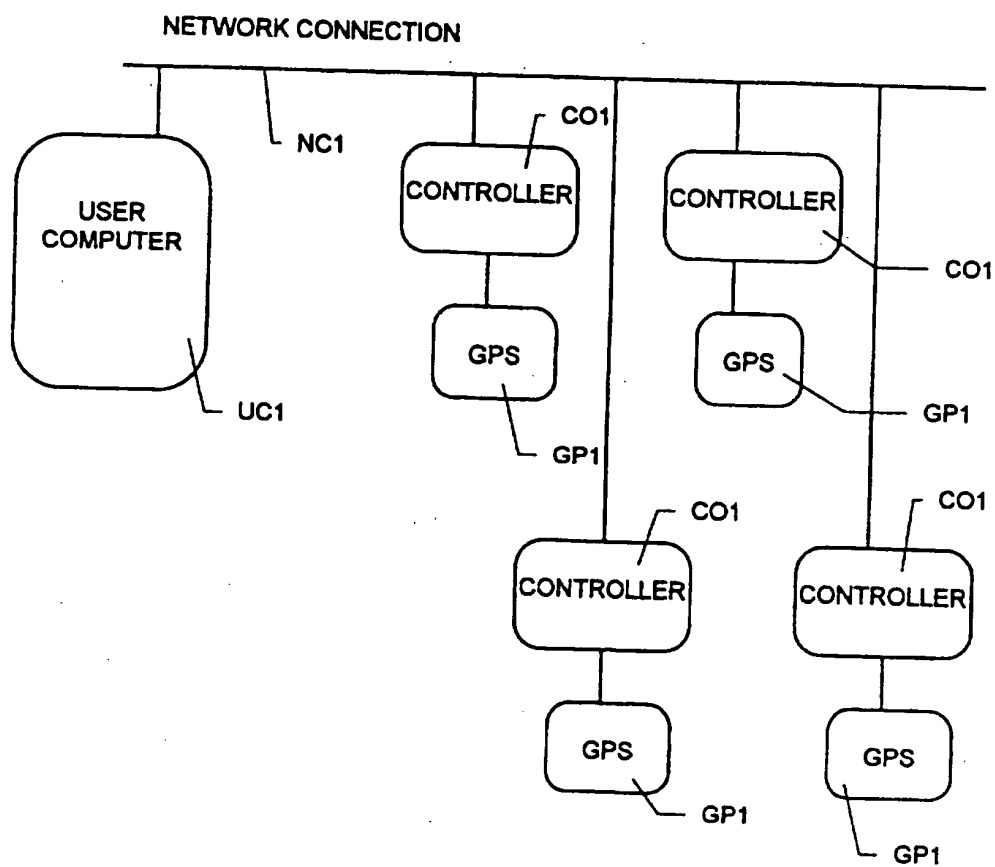 NETWORK CONNECTION
NC1
CO1
CONTROLLER
CONTROLLER
USER
COMPUTER
CO1
GPS
GPS
UC1
GP1
GP1
CO1
CO1
CONTROLLER
CONTROLLER
GPS
GPS
GP1
GP1